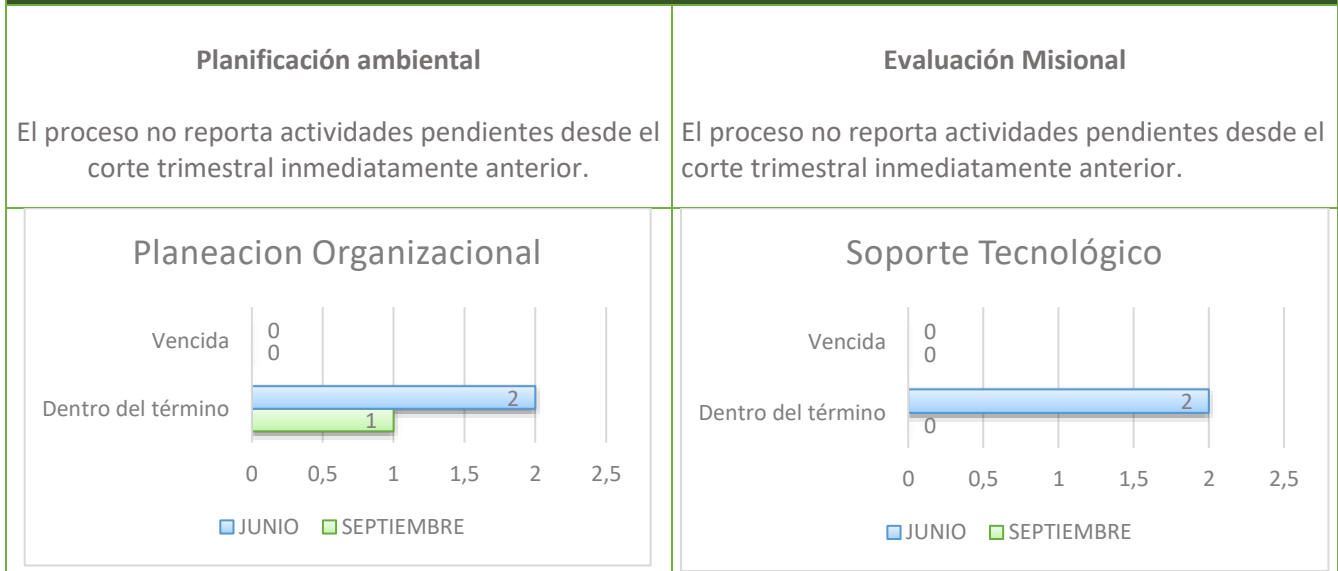 Planificación ambiental
El proceso no reporta actividades pendientes desde el
corte trimestral inmediatamente anterior.
Evaluación Misional
El proceso no reporta actividades pendientes desde el
corte trimestral inmediatamente anterior.
Planeacion Organizacional
Vencida
0
0
Dentro del término
2
1
0 0,5 1 1,5 2 2,5
JUNIO SEPTIEMBRE
Soporte Tecnológico
Vencida
0
0
Dentro del término
2
0
0 0,5 1 1,5 2 2,5
JUNIO SEPTIEMBRE